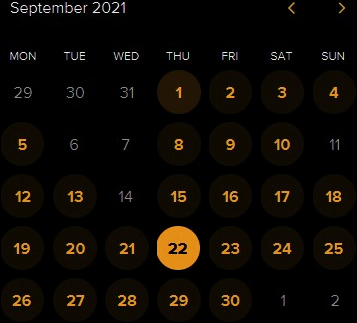 September 2021
MON TUE WED THU FRI SAT SUN
29 30 31 1 2 3 4
5 6 7 8 9 10 11
12 13 14 15 16 17 18
19 20 21 22 23 24 25
26 27 28 29 30 1 2